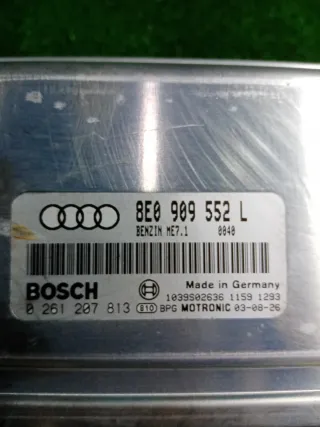 8E0 909 552 L
BENZIN ME7.1 0040
Made in Germany
BOSCH
1039S02636 1159 1293
0 261 207 813 810 BPG MOTRONIC 03-08-26